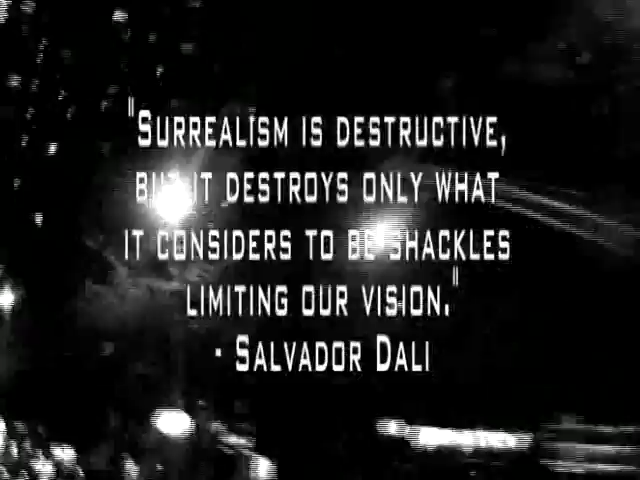 "Surrealism is destructive,
but it destroys only what
it considers to be shackles
limiting our vision."
- Salvador Dali